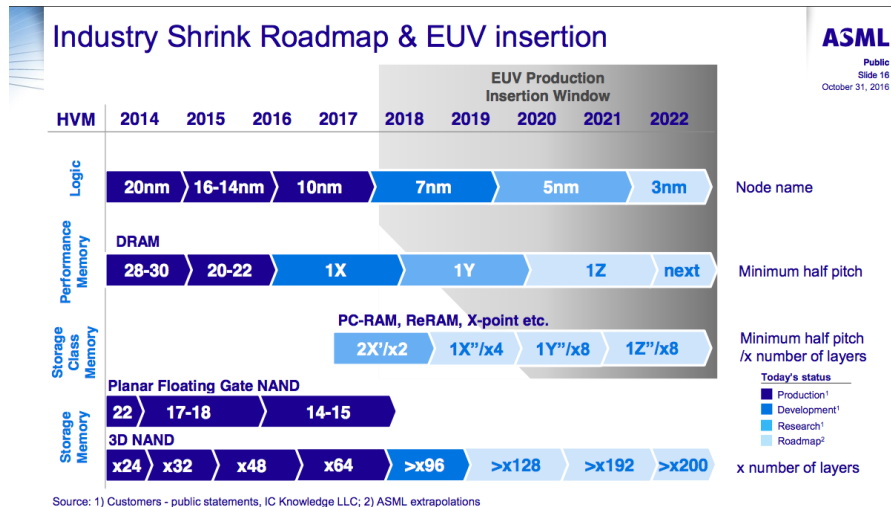 Industry Shrink Roadmap & EUV insertion
ASML
Public
Slide 16
October 31, 2016
EUV Production
Insertion Window
HVM 2014 2015 2016 2017 2018 2019 2020 2021 2022
Logic
20nm 16-14nm 10nm 7nm 5nm 3nm
Node name
Performance
Memory
DRAM
28-30 20-22 1X 1Y 1Z next
Minimum half pitch
Storage
Class
Memory
PC-RAM, ReRAM, X-point etc.
2X'/x2 1X"/x4 1Y"/x8 1Z"/x8
Minimum half pitch
/x number of layers
Today's status
Production¹
Development¹
Research¹
Roadmap²
Storage
Memory
Planar Floating Gate NAND
22 17-18 14-15
3D NAND
x24 x32 x48 x64 >x96 >x128 >x192 >x200
x number of layers
Source: 1) Customers - public statements, IC Knowledge LLC; 2) ASML extrapolations